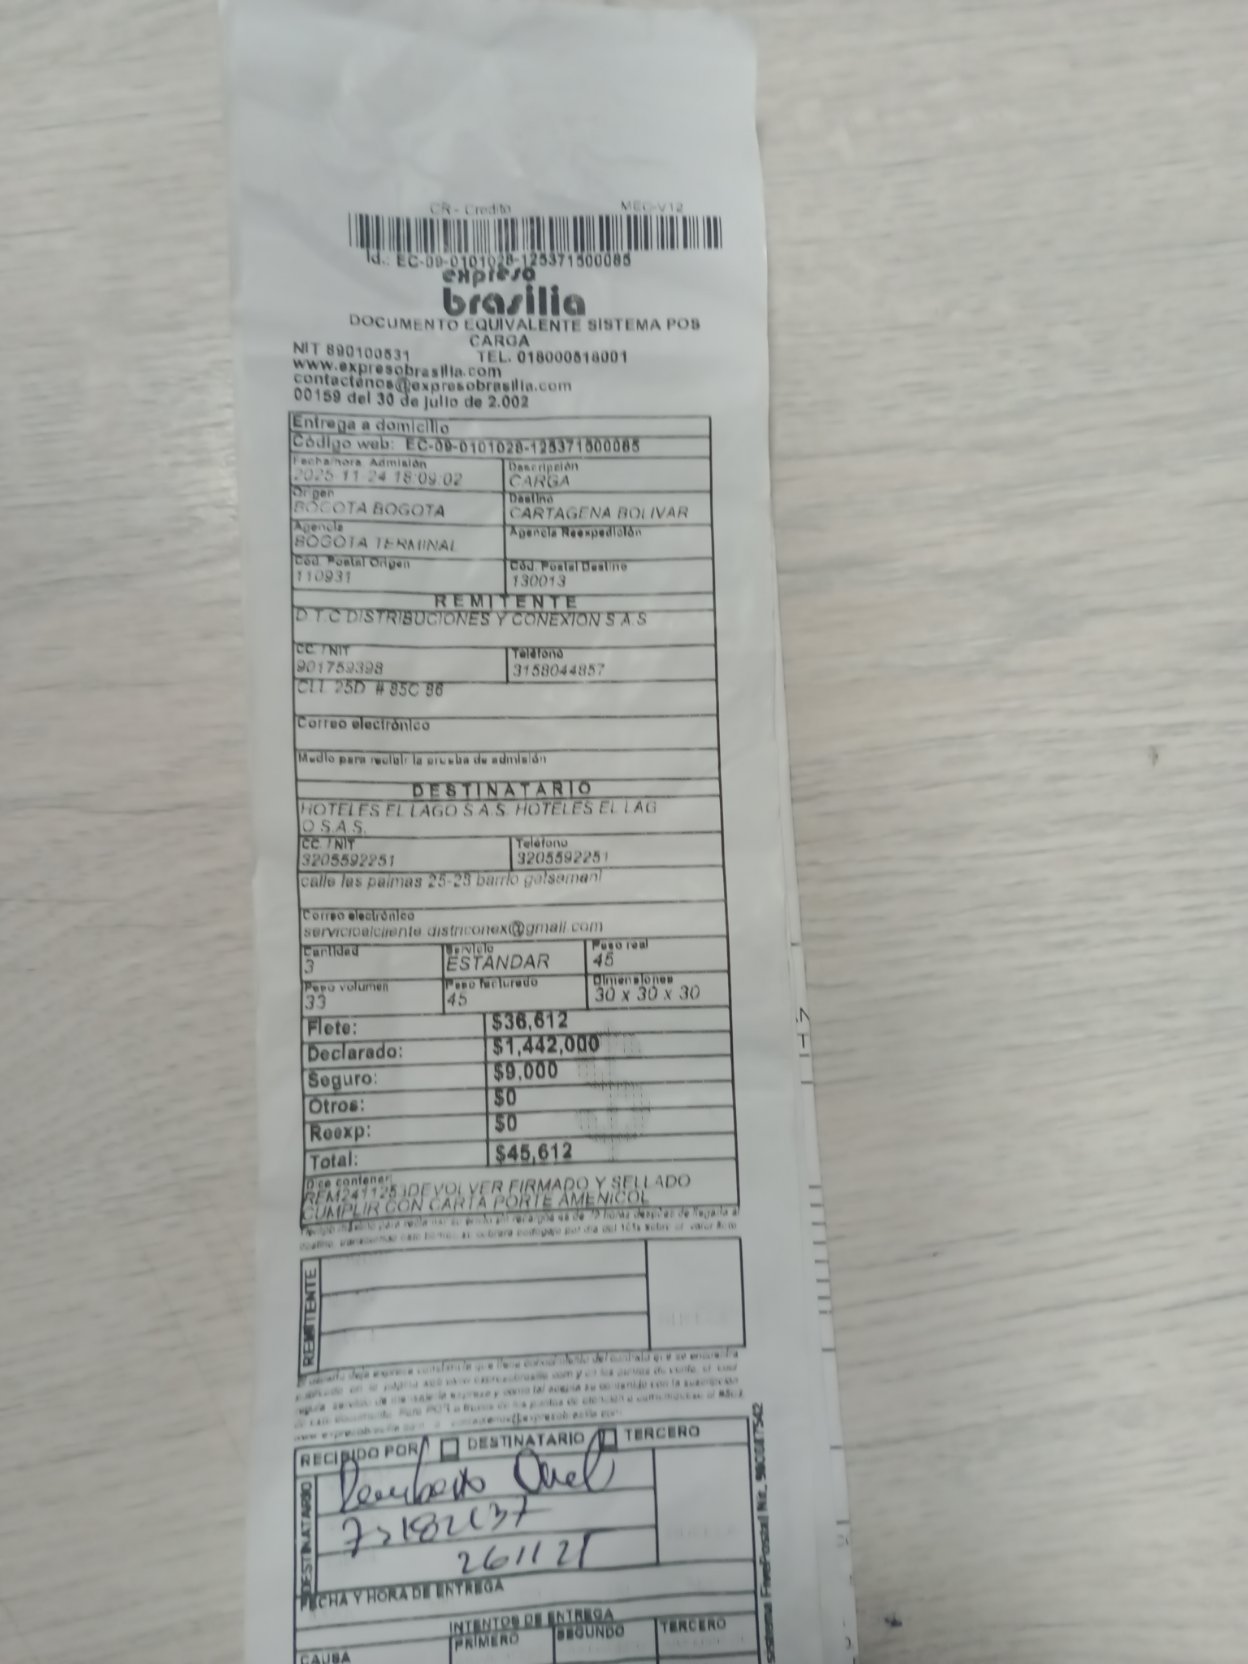 CR - Credito MEC-V12
Id.: EC-09-0101028-125371500085
expreso
brasilia
DOCUMENTO EQUIVALENTE SISTEMA POS
CARGA
NIT 890100531 TEL. 018000518001
www.expresobrasilia.com
contactenos@expresobrasilia.com
00159 del 30 de julio de 2.002
Entrega a domicilio
Código web: EC-09-0101028-125371500085
Fecha/hora Admisión Descripción
2025-11-24 18:09:02 CARGA
Origen Destino
BOGOTA BOGOTA CARTAGENA BOLIVAR
Agencia Agencia Reexpedición
BOGOTA TERMINAL
Cód. Postal Origen Cód. Postal Destino
110931 130013
REMITENTE
D.T.C DISTRIBUCIONES Y CONEXION S A S
CC. / NIT Teléfono
901759398 3158044857
CLL 25D # 85C 86
Correo electrónico
Medio para recibir la prueba de admisión
DESTINATARIO
HOTELES EL LAGO S.A.S. HOTELES EL LAG
O S.A.S.
CC. / NIT Teléfono
3205592251 3205592251
calle las palmas 25-23 barrio getsemani
Correo electrónico
servicioalcliente.districonex@gmail.com
Cantidad Servicio Peso real
3 ESTÁNDAR 45
Peso volumen Peso facturado Dimensiones
33 45 30 x 30 x 30
Flete: $36,612
Declarado: $1,442,000
Seguro: $9,000
Otros: $0
Reexp: $0
Total: $45,612
Dice contener:
REM241125 DEVOLVER FIRMADO Y SELLADO
CUMPLIR CON CARTA PORTE AMENICOL
REMITENTE
RECIBIDO POR DESTINATARIO TERCERO
DESTINATARIO
261125
FECHA Y HORA DE ENTREGA
INTENTOS DE ENTREGA
CAUSA PRIMERO SEGUNDO TERCERO